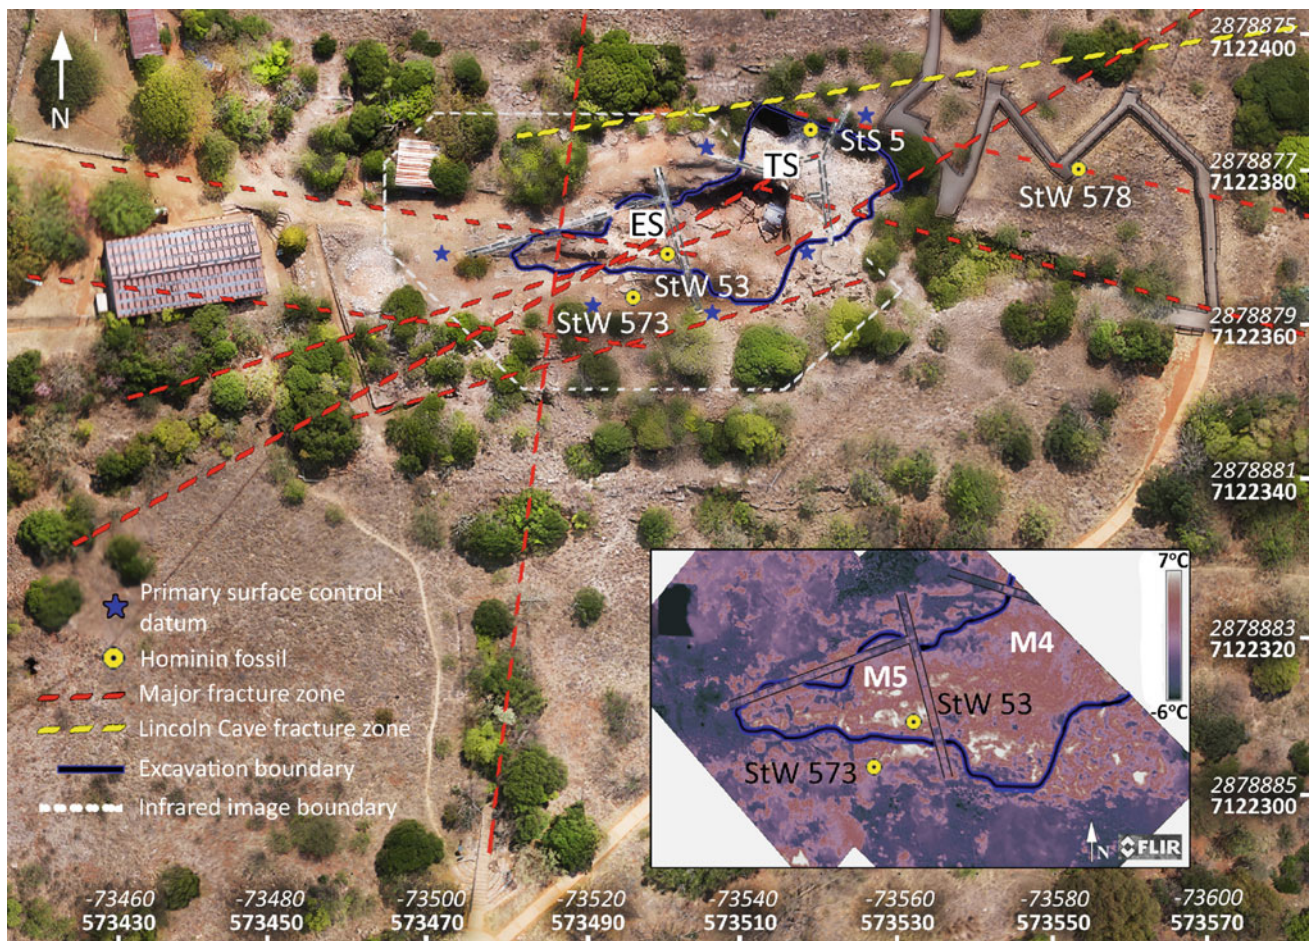 N
2878875
7122400
StS 5
TS
2878877
7122380
StW 578
ES
StW 53
StW 573
2878879
7122360
2878881
7122340
Primary surface control
datum
Hominin fossil
Major fracture zone
Lincoln Cave fracture zone
Excavation boundary
Infrared image boundary
7°C
M4
M5
StW 53
-6°C
StW 573
N
FLIR
2878883
7122320
2878885
7122300
-73460 -73480 -73500 -73520 -73540 -73560 -73580 -73600
573430 573450 573470 573490 573510 573530 573550 573570